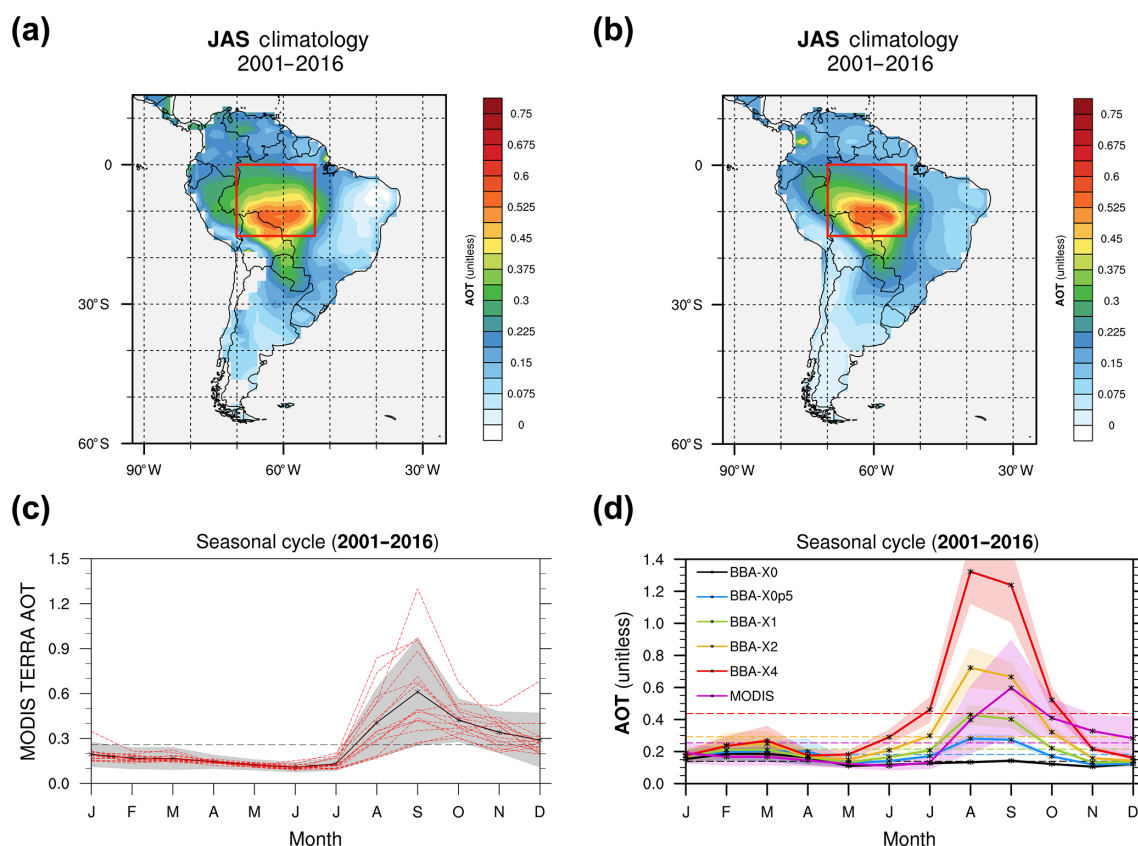 (a)
JAS climatology
2001−2016
0
30°S
60°S
90°W
60°W
30°W
0.75
0.675
0.6
0.525
0.45
0.375
0.3
0.225
0.15
0.075
0
AOT (unitless)
(b)
JAS climatology
2001−2016
0
30°S
60°S
90°W
60°W
30°W
0.75
0.675
0.6
0.525
0.45
0.375
0.3
0.225
0.15
0.075
0
AOT (unitless)
(c)
Seasonal cycle (2001−2016)
MODIS TERRA AOT
1.5
1.2
0.9
0.6
0.3
0.0
J F M A M J J A S O N D
Month
(d)
Seasonal cycle (2001−2016)
AOT (unitless)
1.4
1.2
1.0
0.8
0.6
0.4
0.2
0.0
BBA-X0
BBA-X0p5
BBA-X1
BBA-X2
BBA-X4
MODIS
J F M A M J J A S O N D
Month